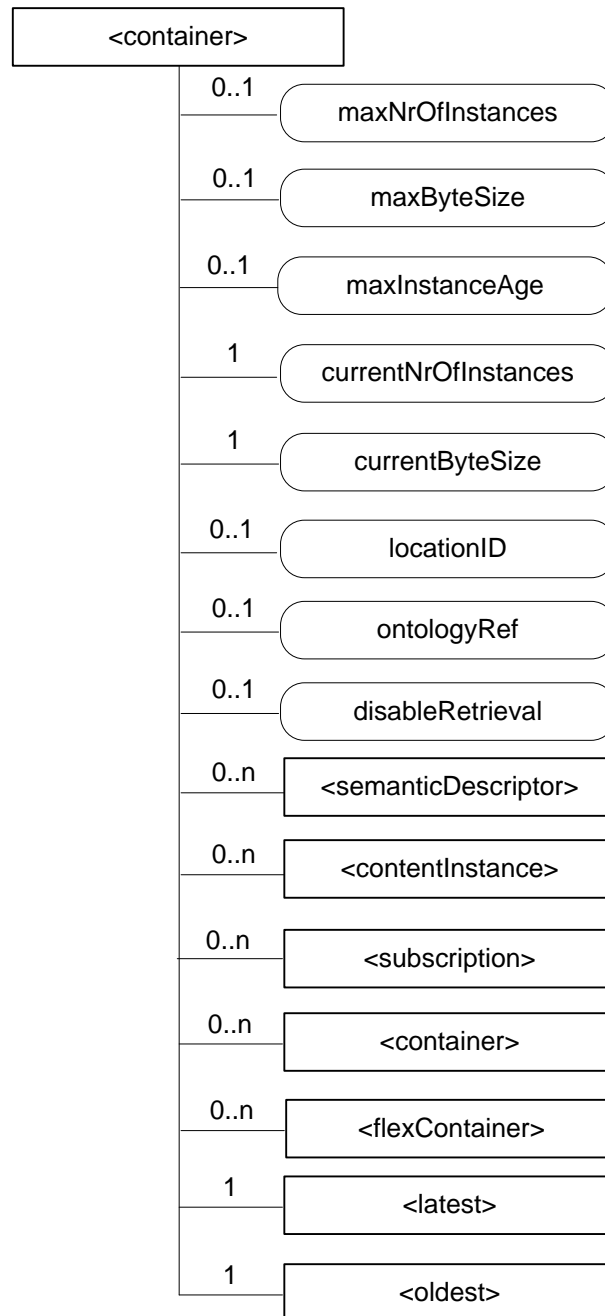 <container>
0..1
maxNrOfInstances
0..1
maxByteSize
0..1
maxInstanceAge
1
currentNrOfInstances
1
currentByteSize
0..1
locationID
0..1
ontologyRef
0..1
disableRetrieval
0..n
<semanticDescriptor>
0..n
<contentInstance>
0..n
<subscription>
0..n
<container>
0..n
<flexContainer>
1
<latest>
1
<oldest>